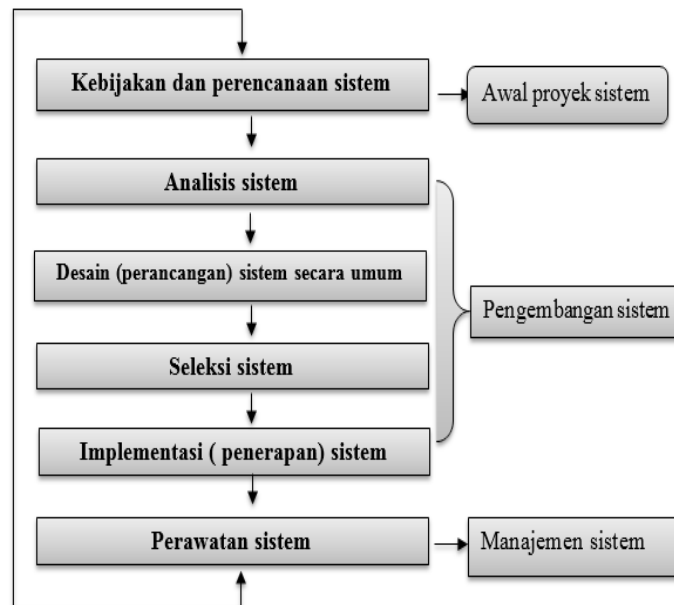 Kebijakan dan perencanaan sistem
Awal proyek sistem
Analisis sistem
Desain (perancangan) sistem secara umum
Pengembangan sistem
Seleksi sistem
Implementasi ( penerapan) sistem
Perawatan sistem
Manajemen sistem